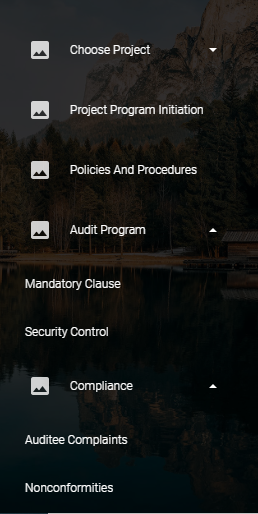 Choose Project
Project Program Initiation
Policies And Procedures
Audit Program
Mandatory Clause
Security Control
Compliance
Auditee Complaints
Nonconformities